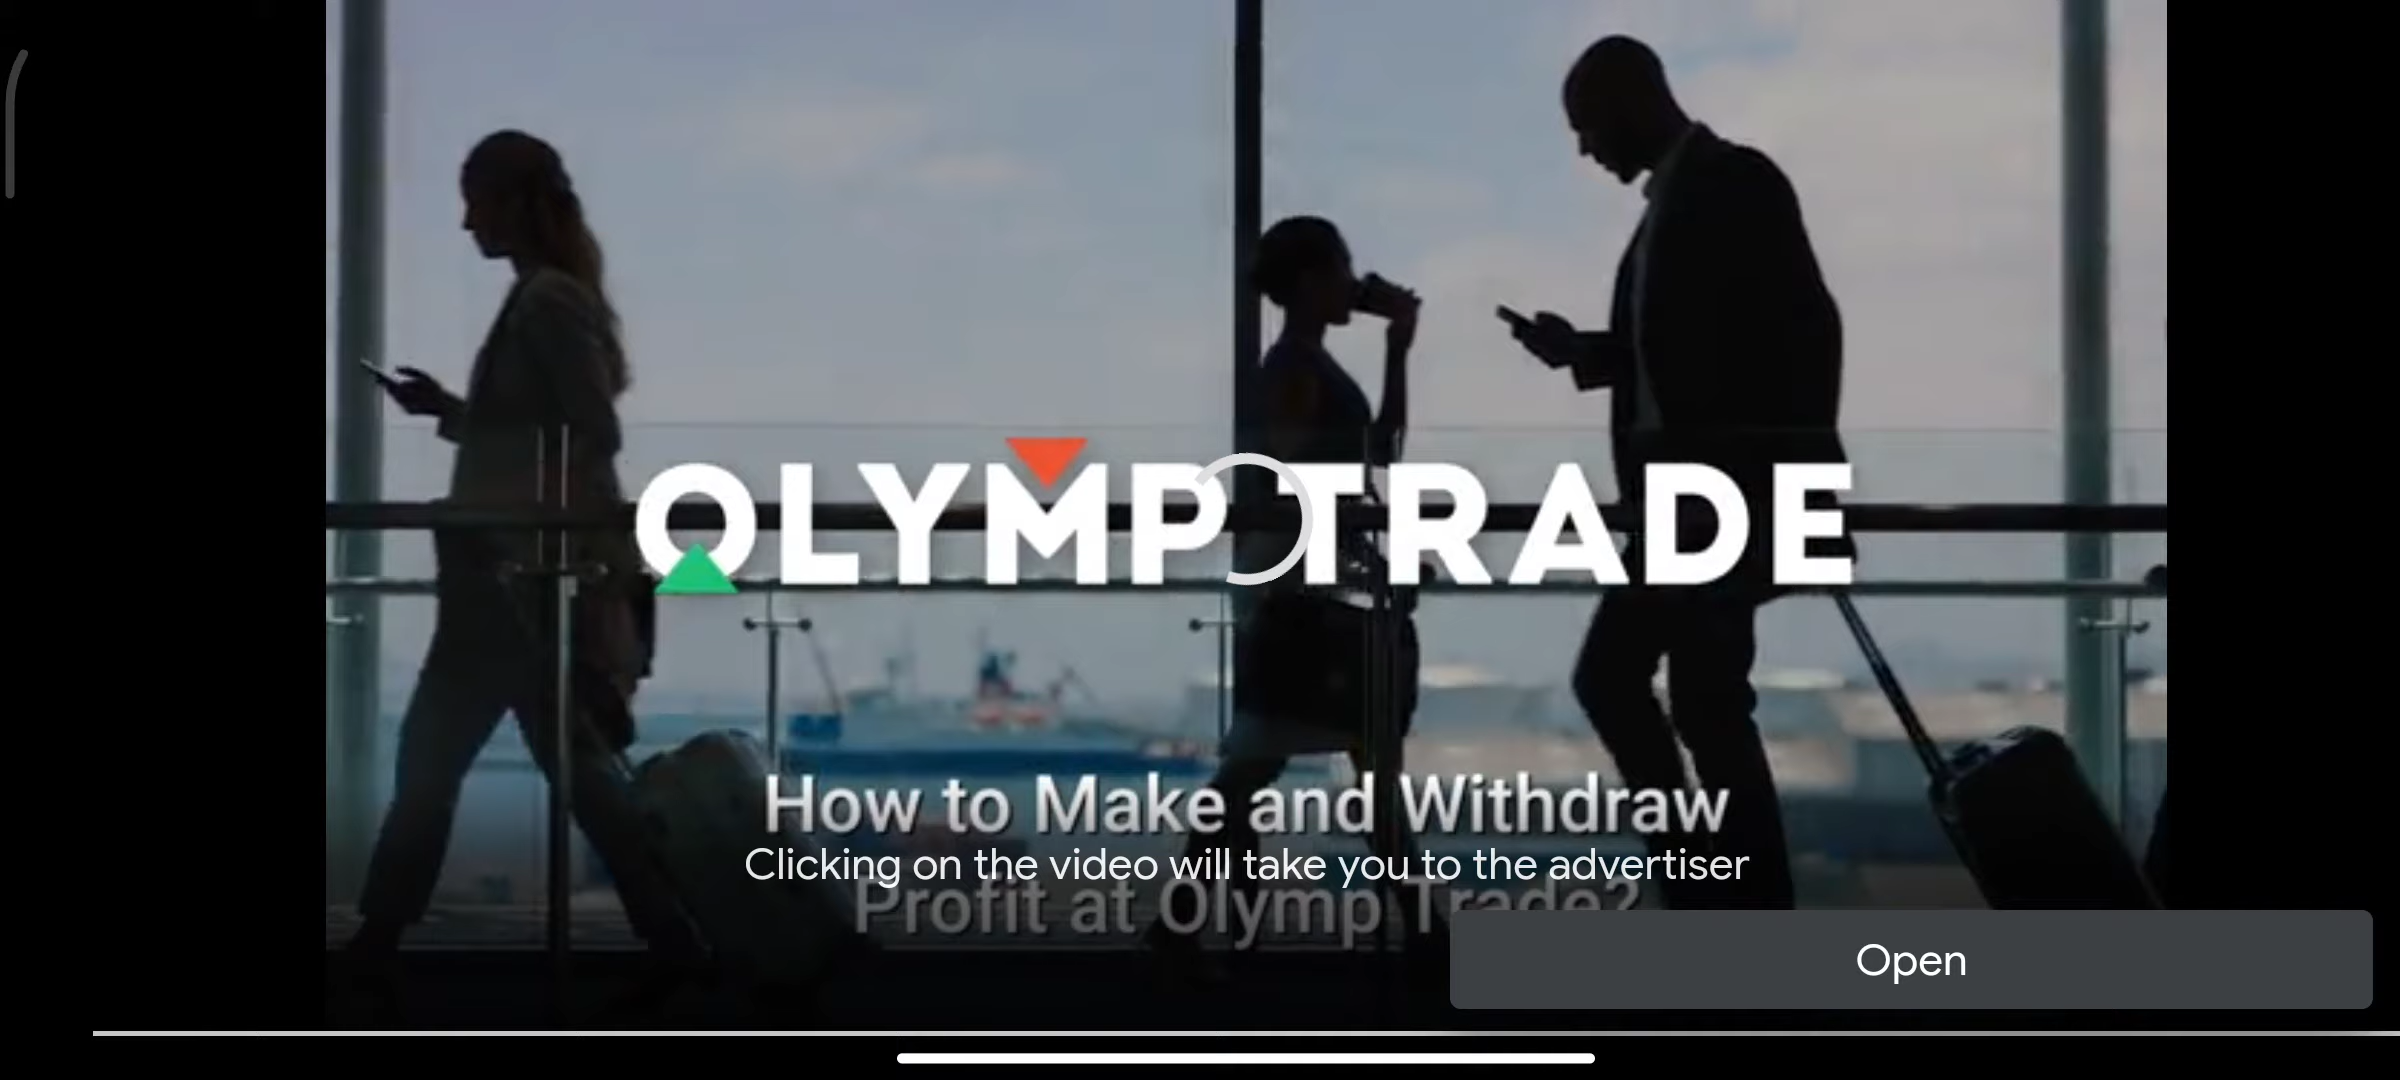 OLYMP TRADE
How to Make and Withdraw
Clicking on the video will take you to the advertiser
Profit at Olymp Trade?
Open